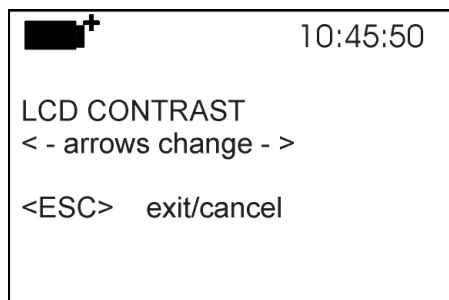 10:45:50
LCD CONTRAST
< - arrows change - >
<ESC> exit/cancel